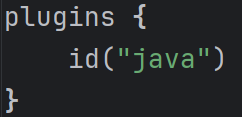 plugins {
    id("java")
}